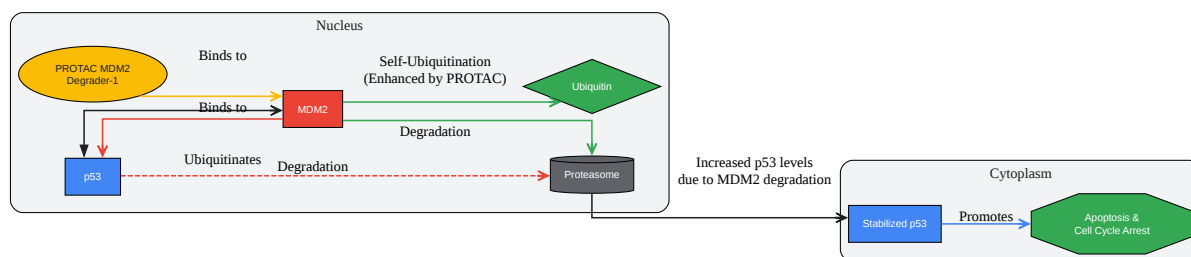 Nucleus
PROTAC MDM2
Degrader-1
Binds to
Self-Ubiquitination
(Enhanced by PROTAC)
Ubiquitin
Binds to
MDM2
Degradation
Ubiquitinates
Degradation
p53
Proteasome
Increased p53 levels
due to MDM2 degradation
Cytoplasm
Stabilized p53
Promotes
Apoptosis &
Cell Cycle Arrest